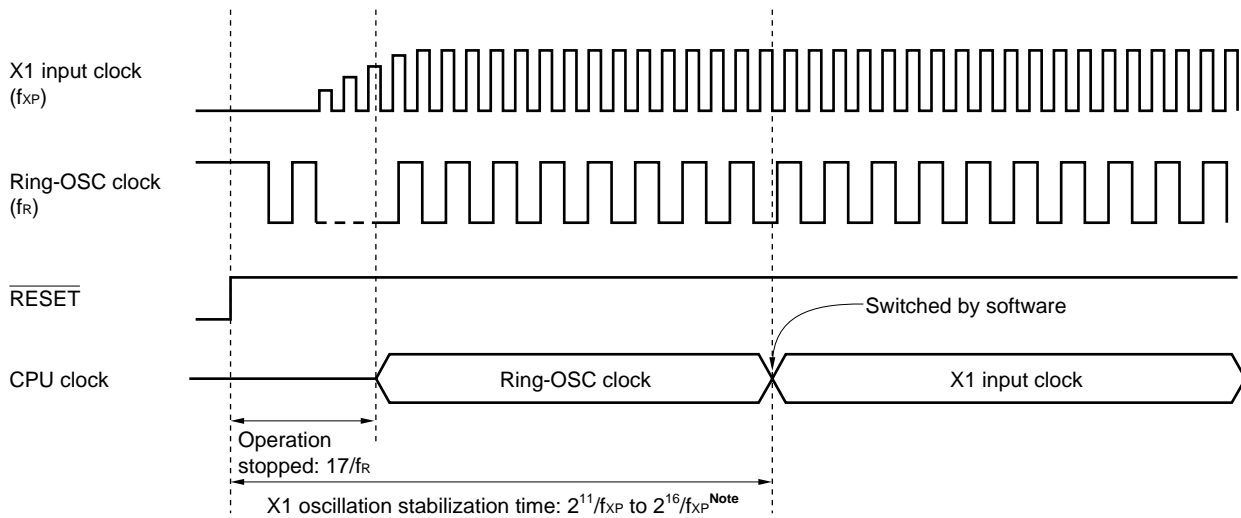 X1 input clock
(fXP)
Ring-OSC clock
(fR)
RESET
Switched by software
CPU clock
Ring-OSC clock
X1 input clock
Operation
stopped: 17/fR
X1 oscillation stabilization time: 2^11/fXP to 2^16/fXP^Note